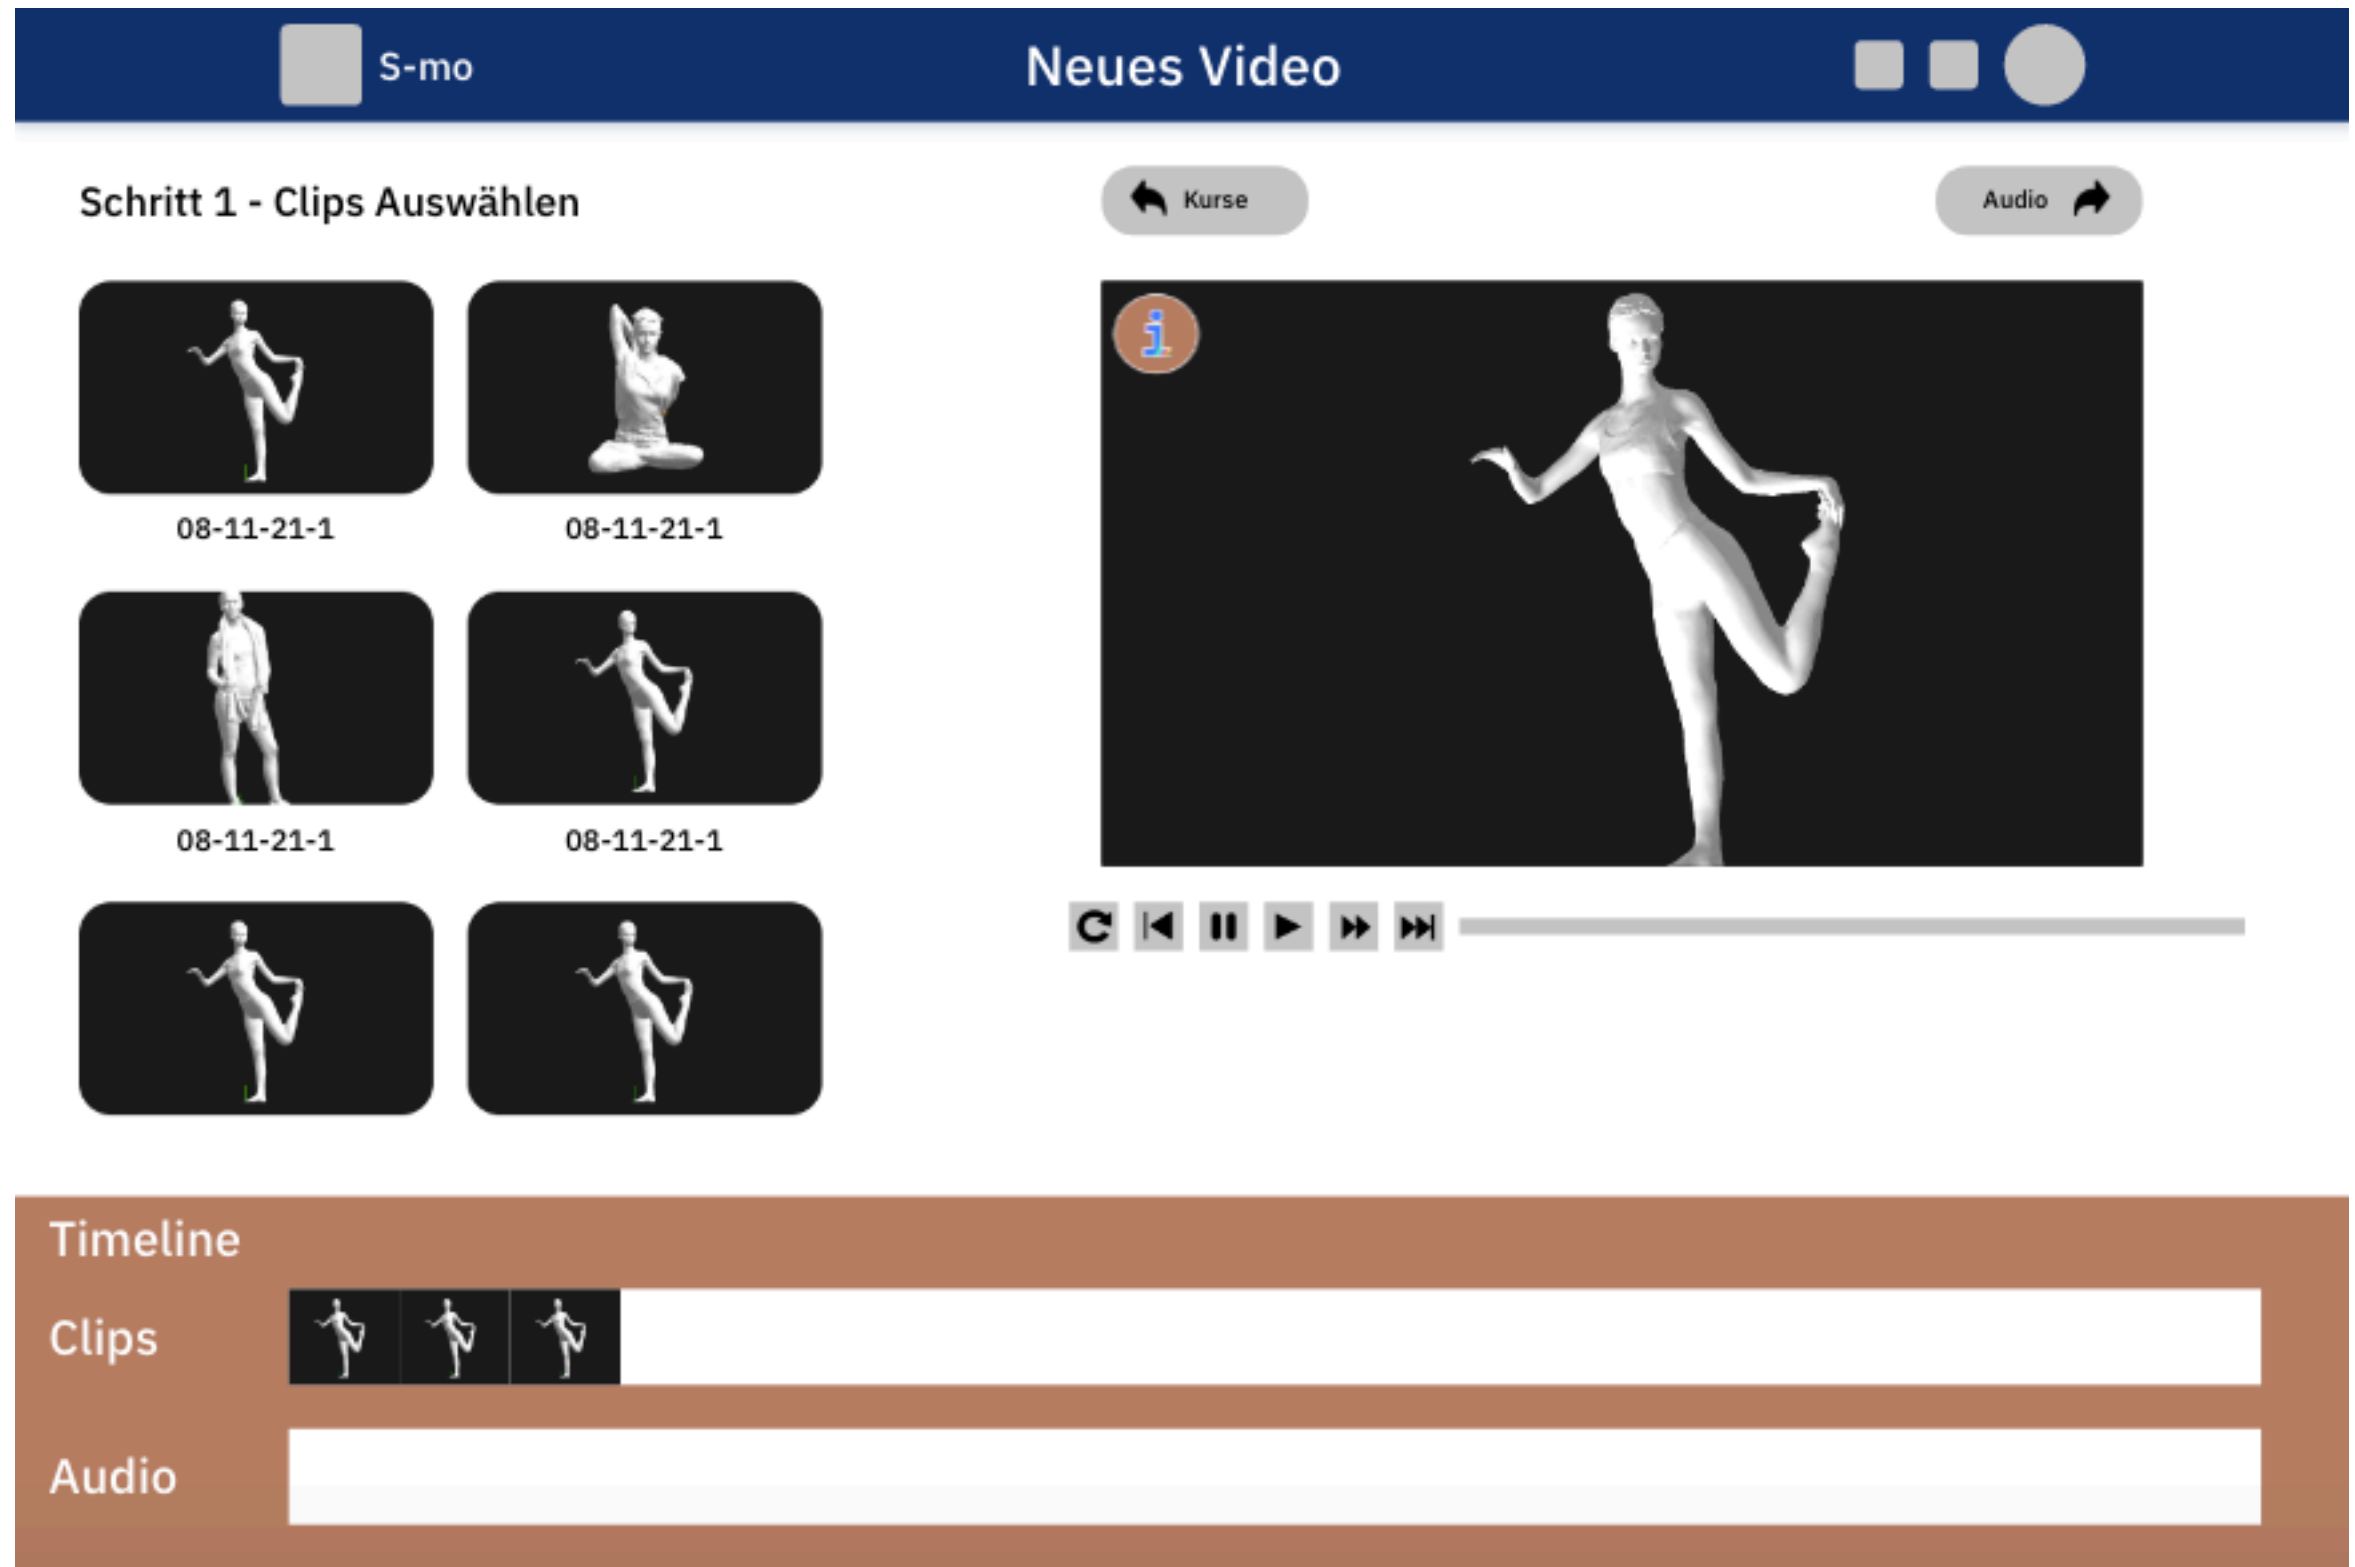 S-mo
Neues Video
Schritt 1 - Clips Auswählen
Kurse
Audio
i
08-11-21-1
08-11-21-1
08-11-21-1
08-11-21-1
Timeline
Clips
Audio